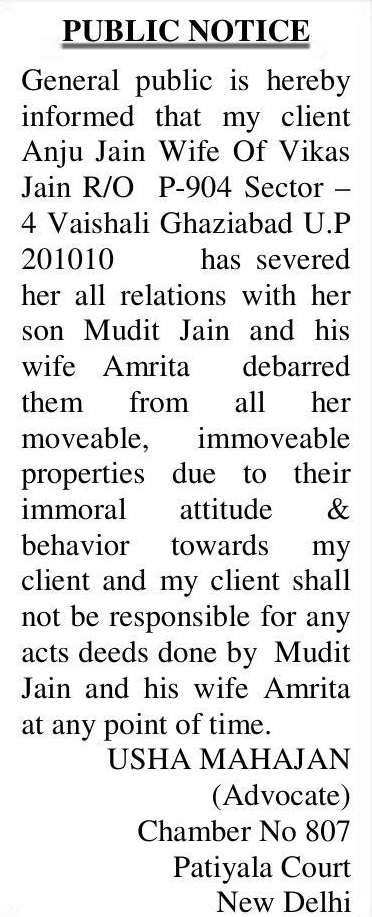 PUBLIC NOTICE
General public is hereby
informed that my client
Anju Jain Wife Of Vikas
Jain R/O P-904 Sector –
4 Vaishali Ghaziabad U.P
201010 has severed
her all relations with her
son Mudit Jain and his
wife Amrita debarred
them from all her
moveable, immoveable
properties due to their
immoral attitude &
behavior towards my
client and my client shall
not be responsible for any
acts deeds done by Mudit
Jain and his wife Amrita
at any point of time.
USHA MAHAJAN
(Advocate)
Chamber No 807
Patiyala Court
New Delhi